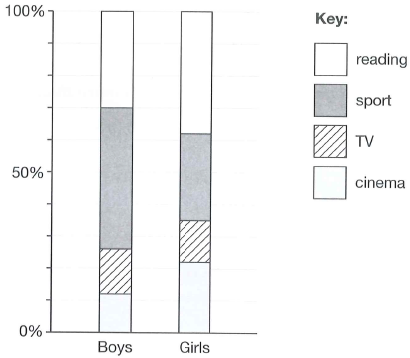 100%
50%
0%
Boys Girls
Key:
reading
sport
TV
cinema